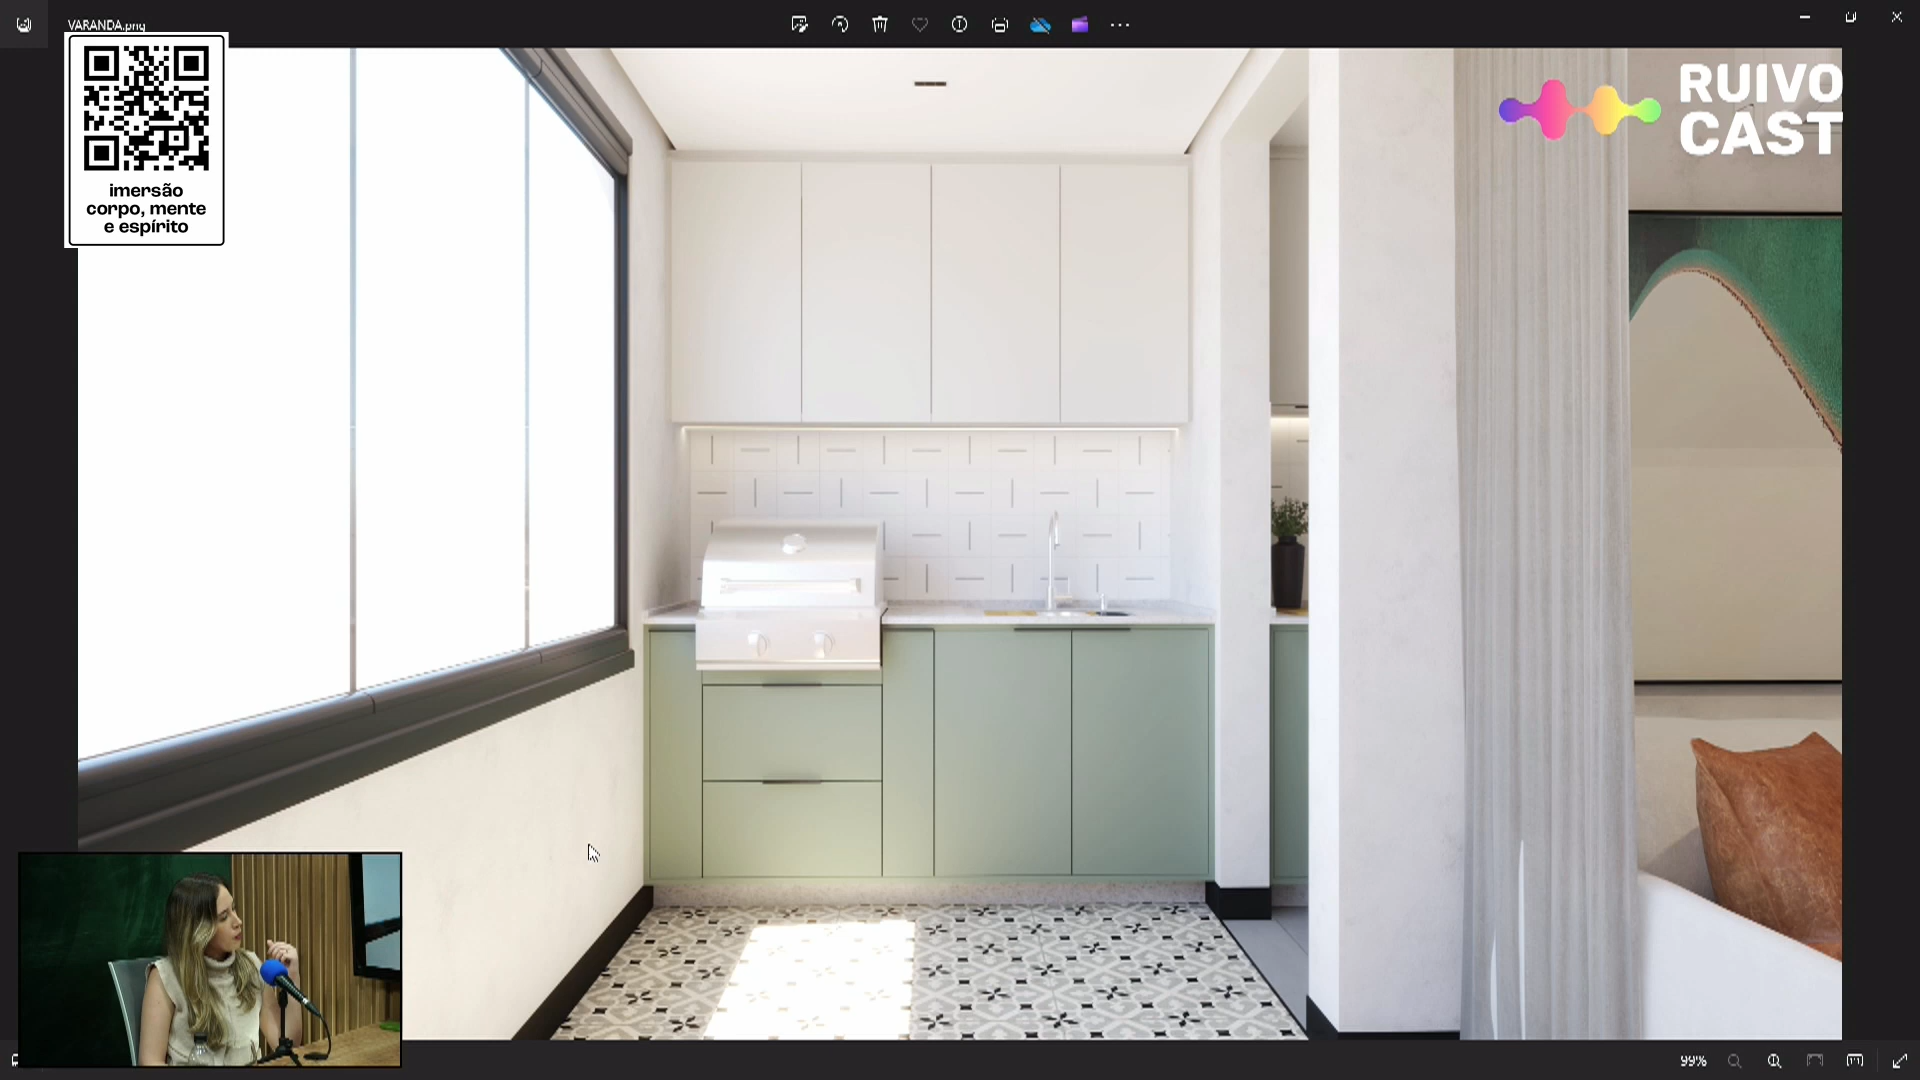 VARANDA.png
imersão
corpo, mente
e espírito
RUIVO
CAST
99%